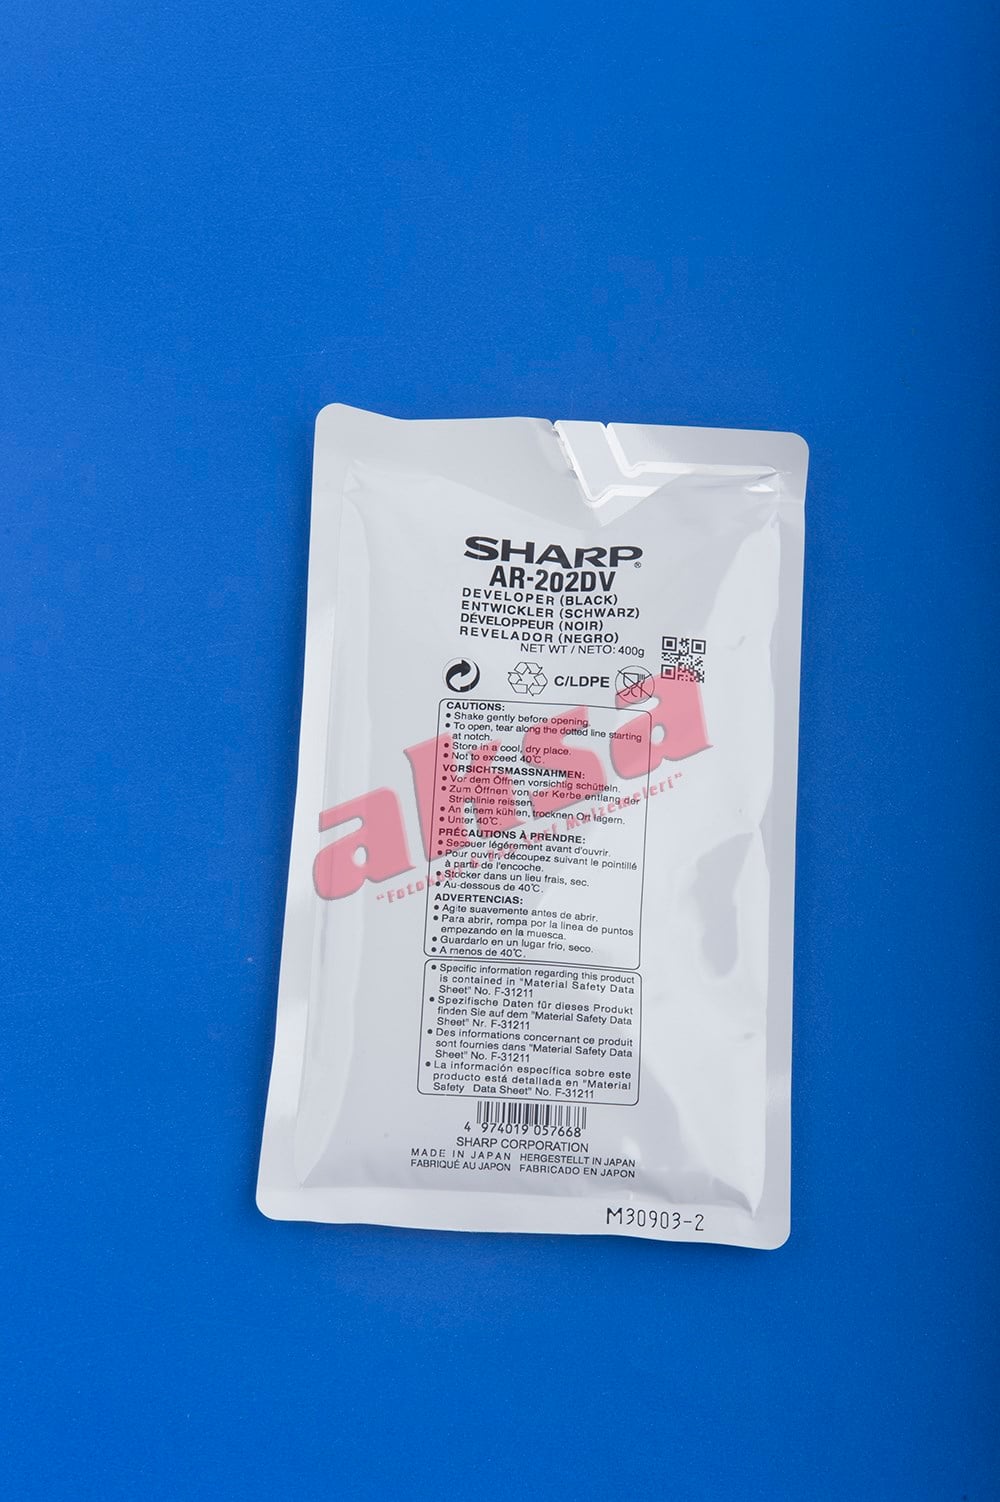 SHARP®
AR-202DV
DEVELOPER (BLACK)
ENTWICKLER (SCHWARZ)
DÉVELOPPEUR (NOIR)
REVELADOR (NEGRO)
NET WT / NETO: 400g
C/LDPE
CAUTIONS:
• Shake gently before opening.
• To open, tear along the dotted line starting
at notch.
• Store in a cool, dry place.
• Not to exceed 40℃.
VORSICHTSMASSNAHMEN:
• Vor dem Öffnen vorsichtig schütteln.
• Zum Öffnen von der Kerbe entlang der
Strichlinie reissen.
• An einem kühlen, trocknen Ort lagern.
• Unter 40℃.
PRÉCAUTIONS À PRENDRE:
• Secouer légérement avant d'ouvrir.
• Pour ouvrir, découpez suivant le pointillé
à partir de l'encoche.
• Stocker dans un lieu frais, sec.
• Au-dessous de 40℃.
ADVERTENCIAS:
• Agite suavemente antes de abrir.
• Para abrir, rompa por la linea de puntos
empezando en la muesca.
• Guardarlo en un lugar frio, seco.
• A menos de 40℃.
• Specific information regarding this product
is contained in "Material Safety Data
Sheet" No. F-31211
• Spezifische Daten für dieses Produkt
finden Sie auf dem "Material Safety Data
Sheet" Nr. F-31211
• Des informations concernant ce produit
sont fournies dans "Material Safety Data
Sheet" No. F-31211
• La información específica sobre este
producto está detallada en "Material
Safety Data Sheet" No. F-31211
4 974019 057668
SHARP CORPORATION
MADE IN JAPAN HERGESTELLT IN JAPAN
FABRIQUÉ AU JAPON FABRICADO EN JAPON
M30903-2
aksa